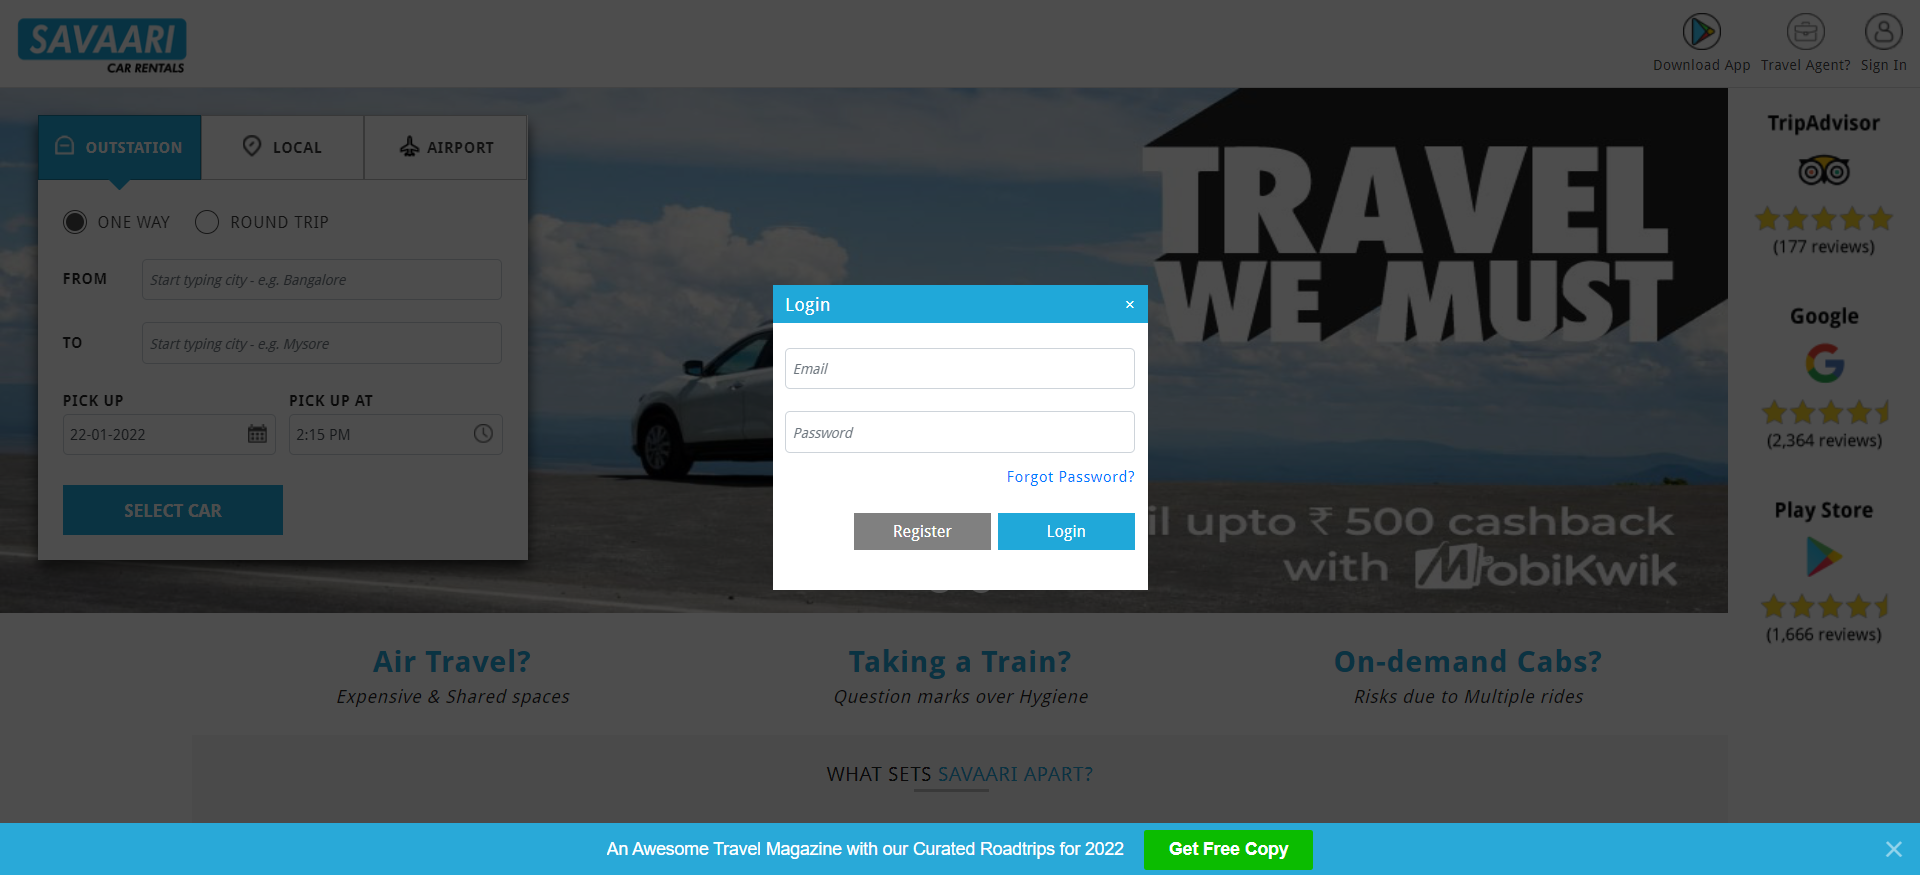 SAVAARI
CAR RENTALS
Download App
Travel Agent?
Sign In
OUTSTATION
LOCAL
AIRPORT
ONE WAY
ROUND TRIP
FROM
Start typing city - e.g. Bangalore
TO
Start typing city - e.g. Mysore
PICK UP
PICK UP AT
22-01-2022
2:15 PM
SELECT CAR
TRAVEL
WE MUST
upto ₹ 500 cashback
with MobiKwik
Login
×
Email
Password
Forgot Password?
Register
Login
TripAdvisor
(177 reviews)
Google
(2,364 reviews)
Play Store
(1,666 reviews)
Air Travel?
Expensive & Shared spaces
Taking a Train?
Question marks over Hygiene
On-demand Cabs?
Risks due to Multiple rides
WHAT SETS SAVAARI APART?
An Awesome Travel Magazine with our Curated Roadtrips for 2022
Get Free Copy